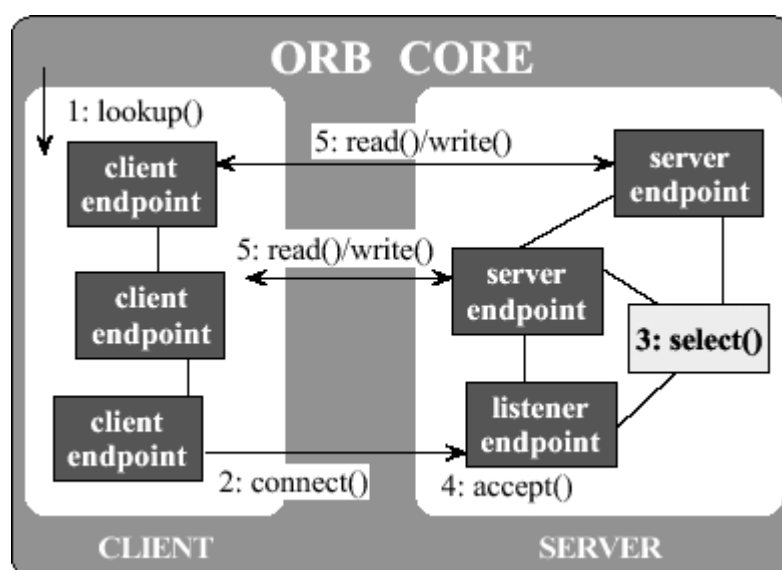 ORB CORE
1: lookup()
client
endpoint
5: read()/write()
server
endpoint
client
endpoint
5: read()/write()
server
endpoint
3: select()
client
endpoint
2: connect()
listener
endpoint
4: accept()
CLIENT
SERVER